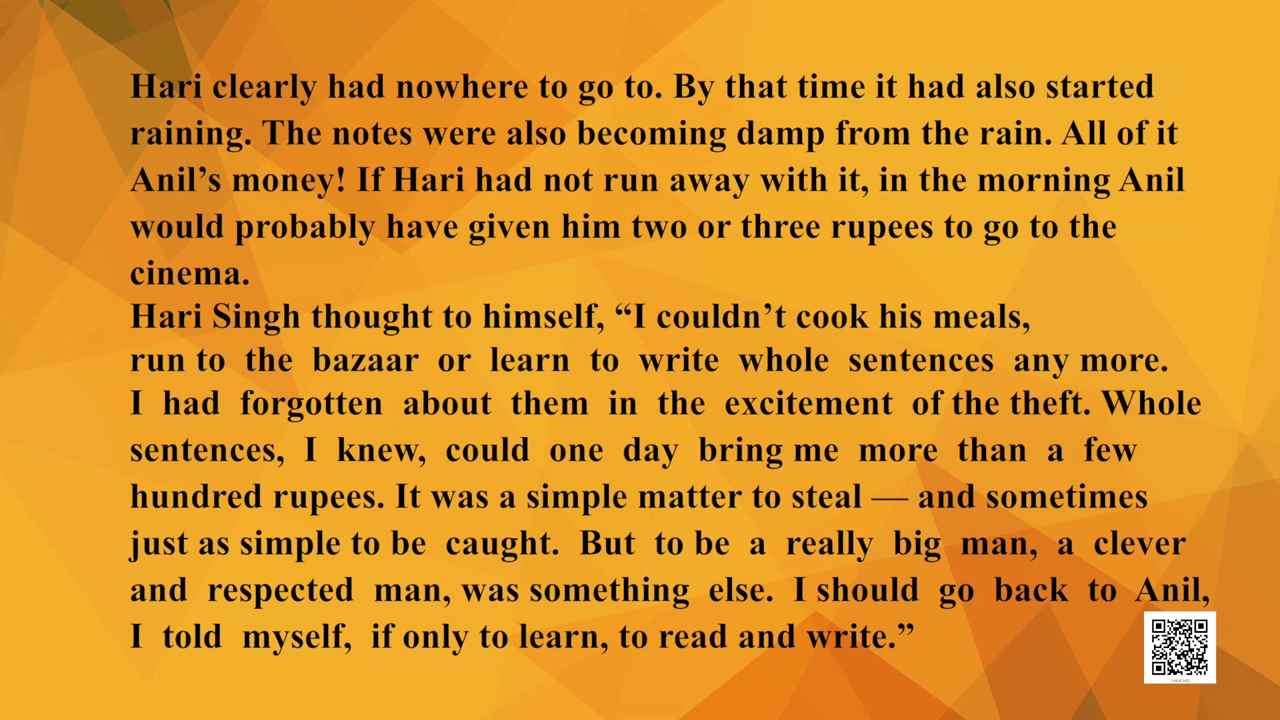 Hari clearly had nowhere to go to. By that time it had also started
raining. The notes were also becoming damp from the rain. All of it
Anil’s money! If Hari had not run away with it, in the morning Anil
would probably have given him two or three rupees to go to the
cinema.
Hari Singh thought to himself, “I couldn’t cook his meals,
run to the bazaar or learn to write whole sentences any more.
I had forgotten about them in the excitement of the theft. Whole
sentences, I knew, could one day bring me more than a few
hundred rupees. It was a simple matter to steal — and sometimes
just as simple to be caught. But to be a really big man, a clever
and respected man, was something else. I should go back to Anil,
I told myself, if only to learn, to read and write.”